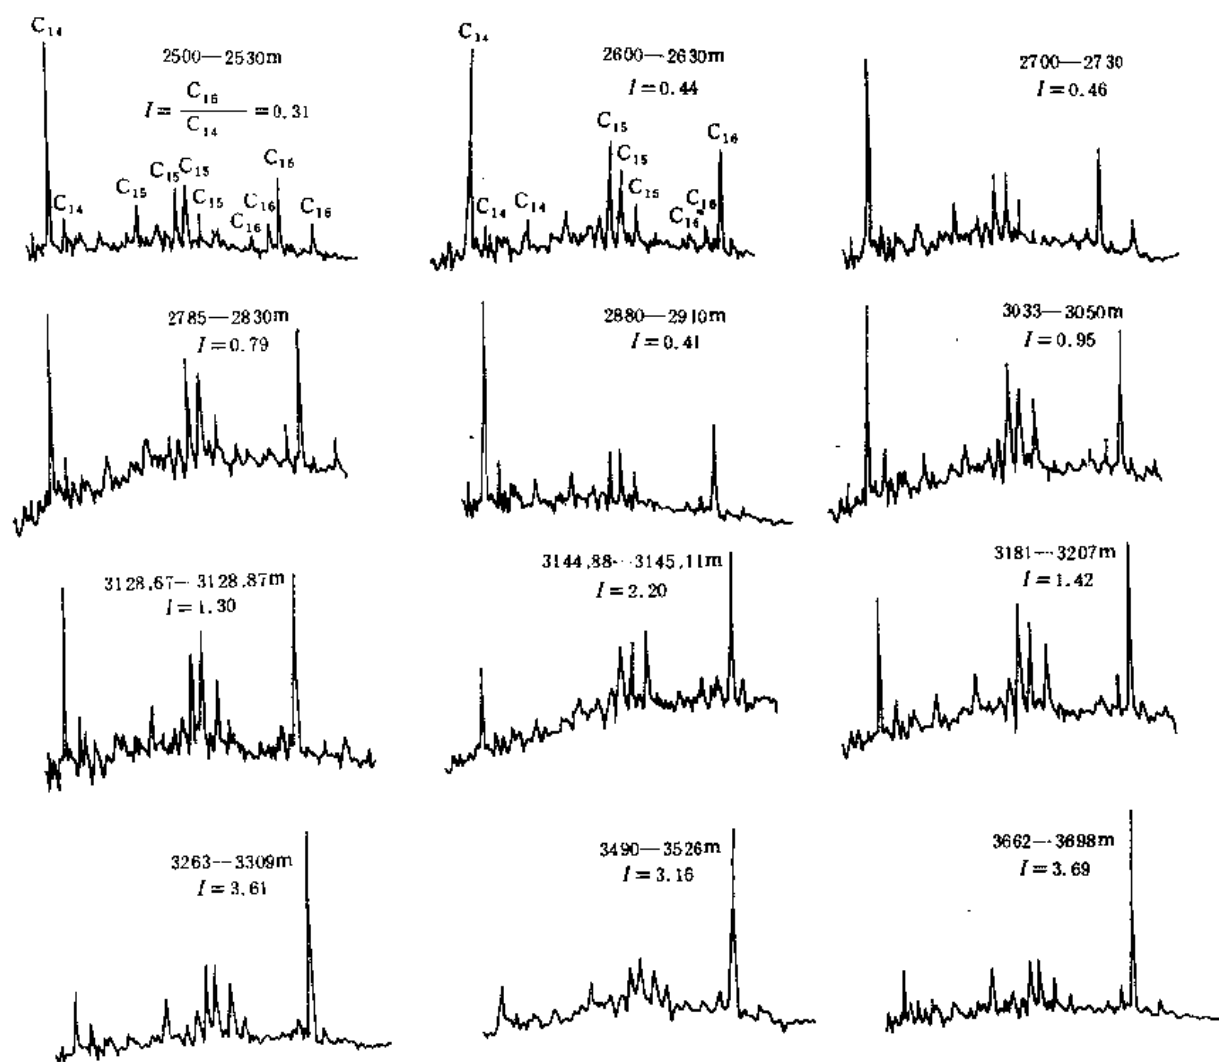 C₁₄
2500—2530m
I = C₁₆/C₁₄ = 0.31
C₁₄
C₁₅
C₁₅
C₁₅
C₁₅
C₁₆
C₁₆
C₁₆
C₁₆
C₁₄
2600—2630m
I=0.44
C₁₄
C₁₄
C₁₅
C₁₅
C₁₅
C₁₆
C₁₆
C₁₆
2700—2730
I=0.46
2785—2830m
I=0.79
2880—2910m
I=0.41
3033—3050m
I=0.95
3128.67—3128.87m
I=1.30
3144.88—3145.11m
I=2.20
3181—3207m
I=1.42
3263—3309m
I=3.61
3490—3526m
I=3.16
3662—3698m
I=3.69